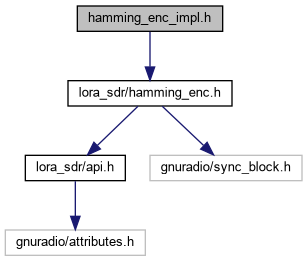 hamming_enc_impl.h
lora_sdr/hamming_enc.h
lora_sdr/api.h
gnuradio/sync_block.h
gnuradio/attributes.h